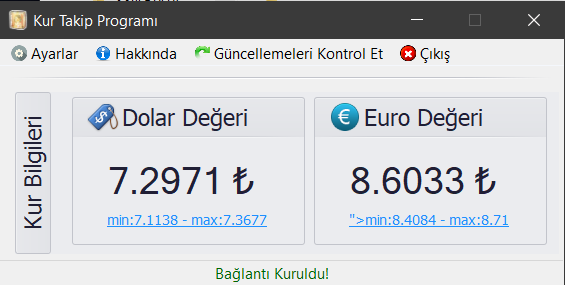 Kur Takip Programı
Ayarlar Hakkında Güncellemeleri Kontrol Et Çıkış
Kur Bilgileri
Dolar Değeri
7.2971 ₺
min:7.1138 - max:7.3677
Euro Değeri
8.6033 ₺
">min:8.4084 - max:8.71
Bağlantı Kuruldu!